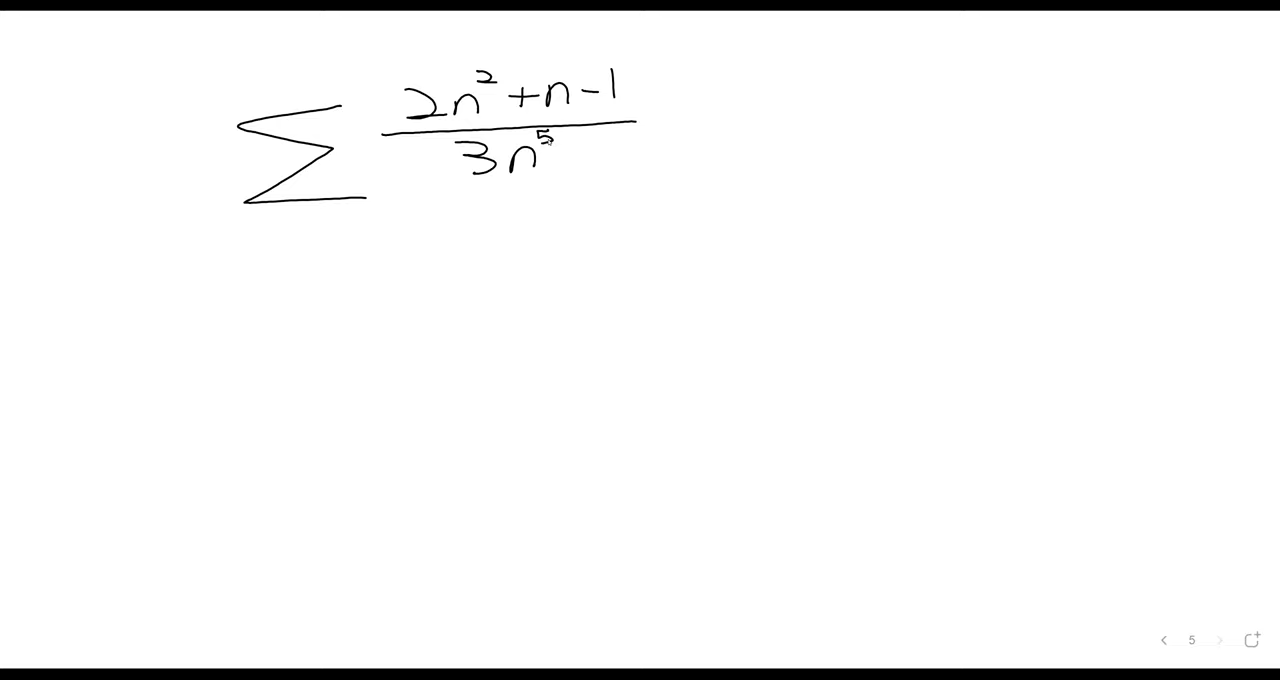 ∑ (2n² + n - 1) / (3n⁵)
5